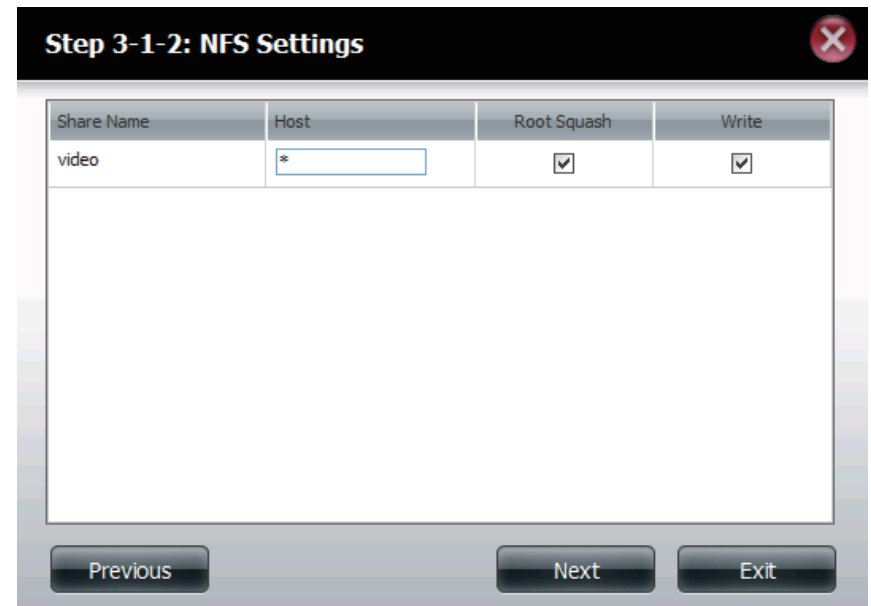 Step 3-1-2: NFS Settings
Share Name Host Root Squash Write
video *
Previous Next Exit